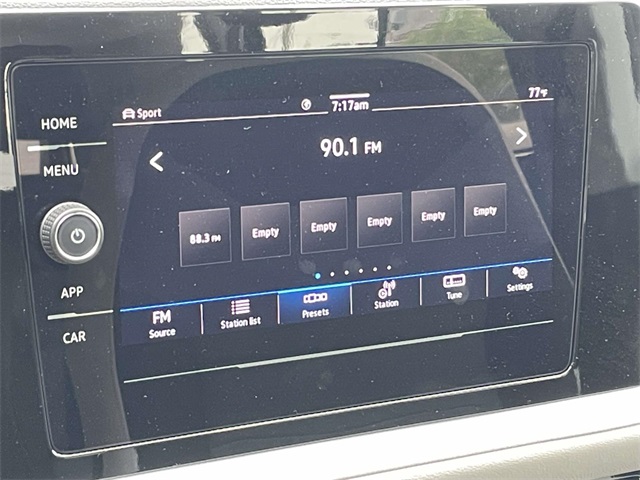 HOME
MENU
APP
CAR
Sport
7:17am
77°F
90.1 FM
88.3 FM
Empty
Empty
Empty
Empty
Empty
FM
Source
Station list
Presets
Station
Tune
Settings